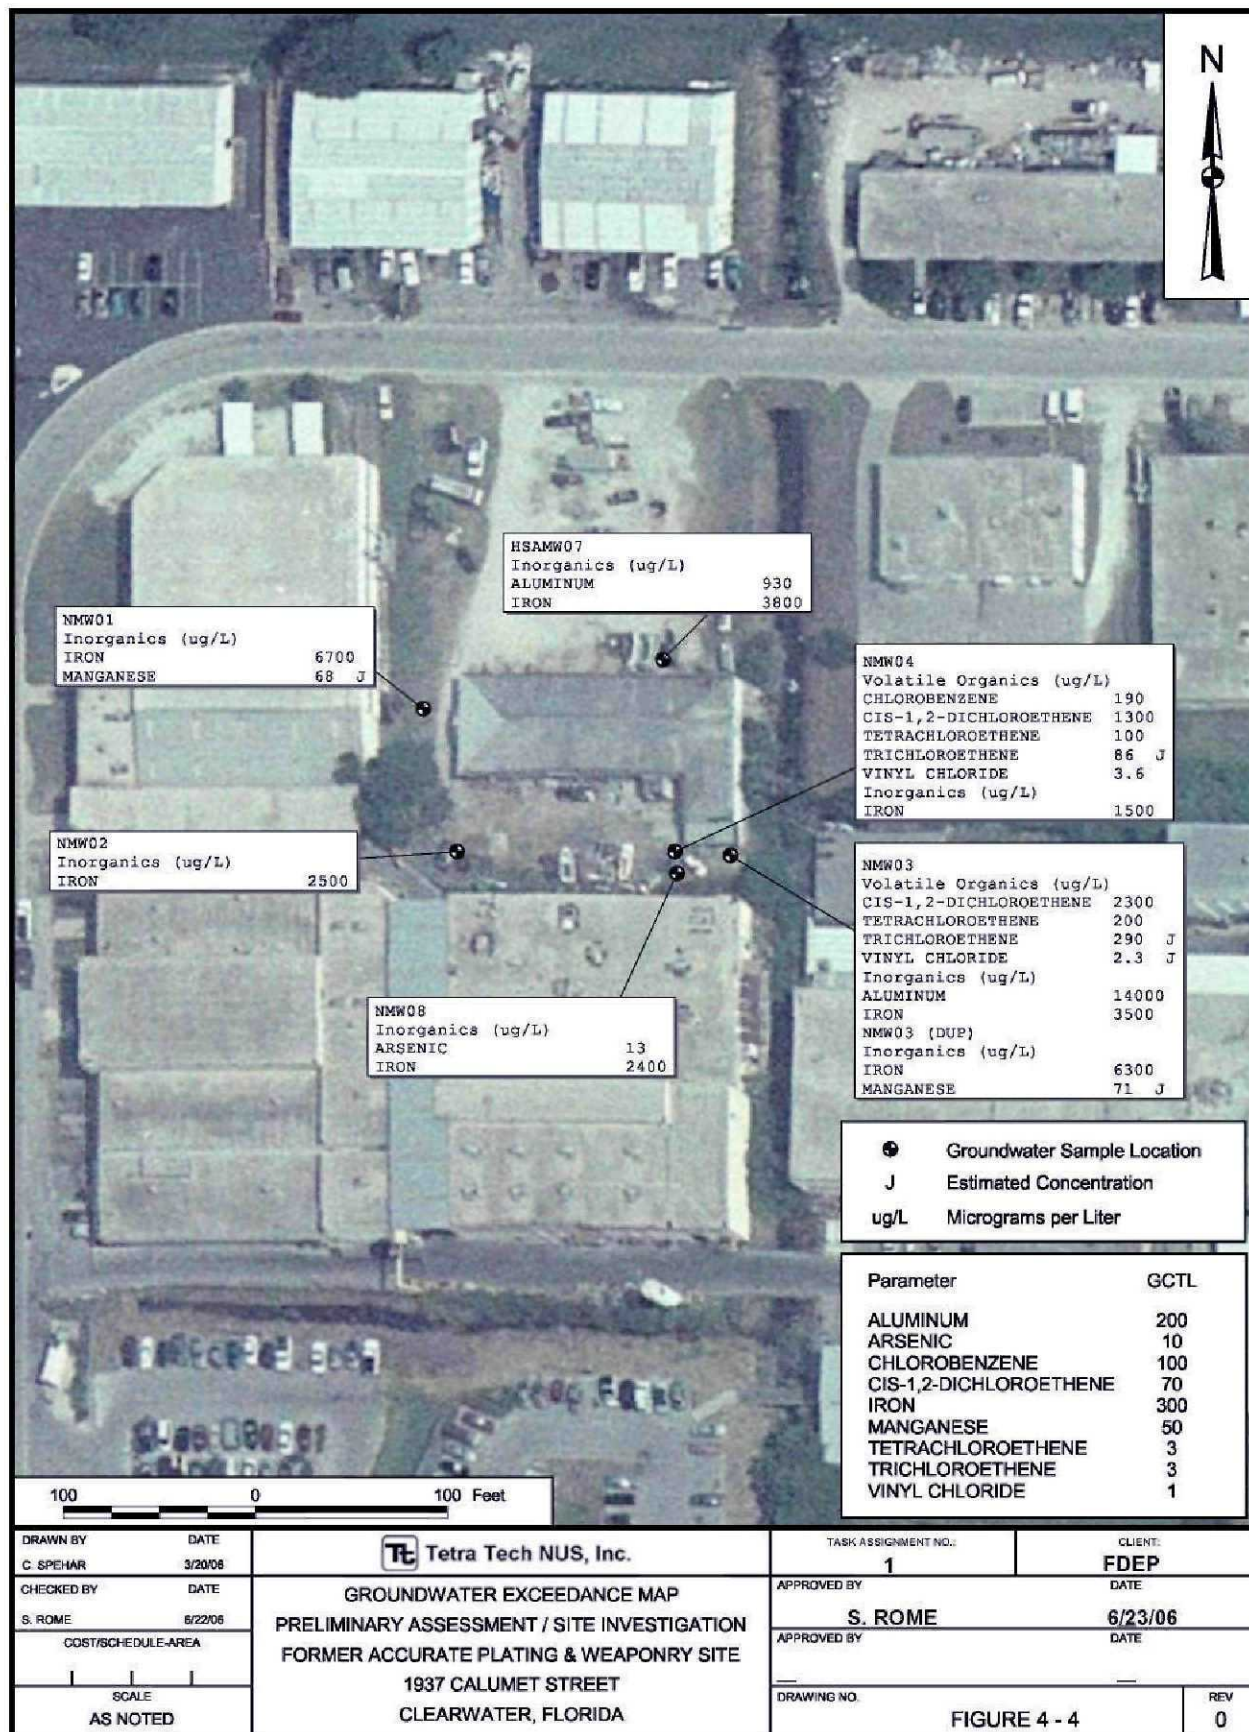 N
HSAMW07
Inorganics (ug/L)
ALUMINUM 930
IRON 3800
NMW01
Inorganics (ug/L)
IRON 6700
MANGANESE 68 J
NMW04
Volatile Organics (ug/L)
CHLOROBENZENE 190
CIS-1,2-DICHLOROETHENE 1300
TETRACHLOROETHENE 100
TRICHLOROETHENE 86 J
VINYL CHLORIDE 3.6
Inorganics (ug/L)
IRON 1500
NMW02
Inorganics (ug/L)
IRON 2500
NMW03
Volatile Organics (ug/L)
CIS-1,2-DICHLOROETHENE 2300
TETRACHLOROETHENE 200
TRICHLOROETHENE 290 J
VINYL CHLORIDE 2.3 J
Inorganics (ug/L)
ALUMINUM 14000
IRON 3500
NMW03 (DUP)
Inorganics (ug/L)
IRON 6300
MANGANESE 71 J
NMW08
Inorganics (ug/L)
ARSENIC 13
IRON 2400
Groundwater Sample Location
J Estimated Concentration
ug/L Micrograms per Liter
Parameter GCTL
ALUMINUM 200
ARSENIC 10
CHLOROBENZENE 100
CIS-1,2-DICHLOROETHENE 70
IRON 300
MANGANESE 50
TETRACHLOROETHENE 3
TRICHLOROETHENE 3
VINYL CHLORIDE 1
100 0 100 Feet
DRAWN BY DATE
C. SPEHAR 3/20/06
CHECKED BY DATE
S. ROME 6/22/06
COST/SCHEDULE-AREA
SCALE
AS NOTED
Tt Tetra Tech NUS, Inc.
GROUNDWATER EXCEEDANCE MAP
PRELIMINARY ASSESSMENT / SITE INVESTIGATION
FORMER ACCURATE PLATING & WEAPONRY SITE
1937 CALUMET STREET
CLEARWATER, FLORIDA
TASK ASSIGNMENT NO.:
1
CLIENT:
FDEP
APPROVED BY DATE
S. ROME 6/23/06
APPROVED BY DATE
— —
DRAWING NO.
FIGURE 4 - 4
REV
0